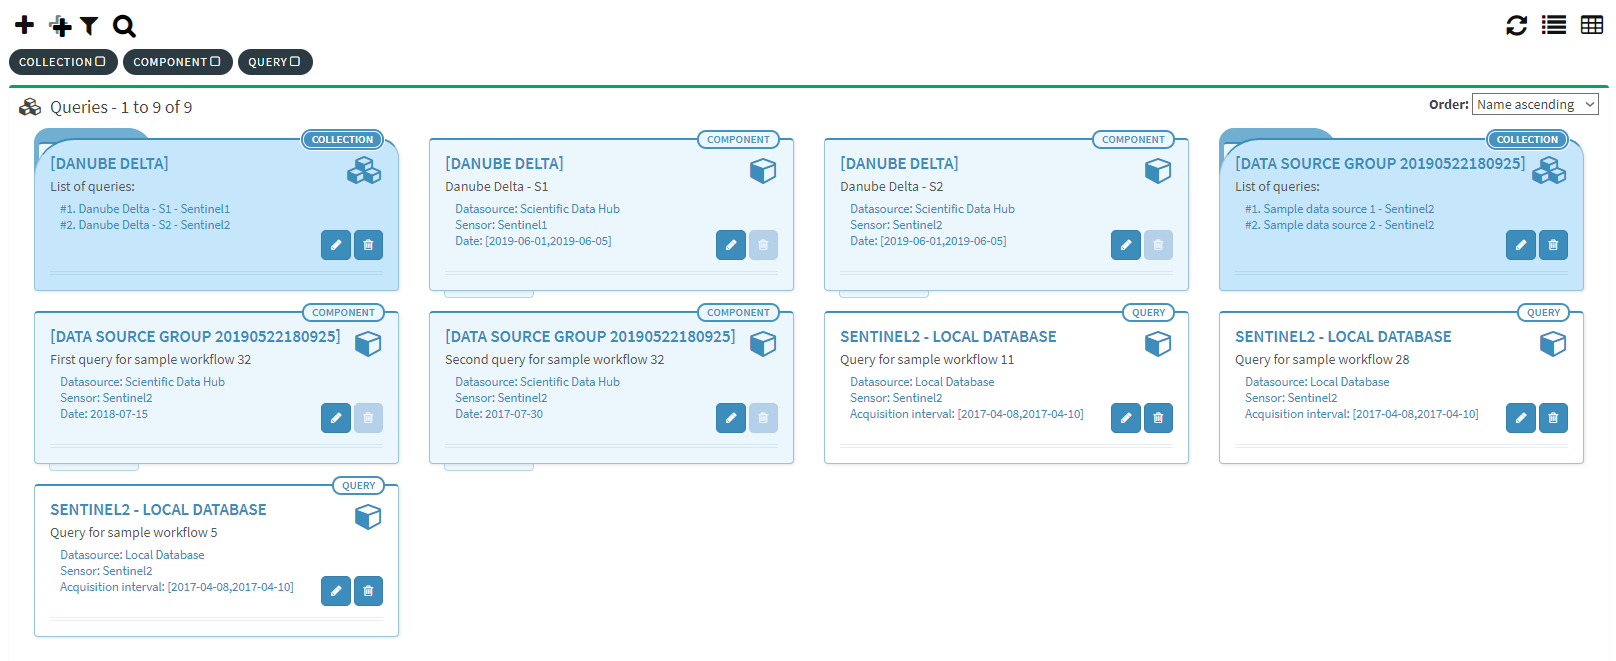 COLLECTION
COMPONENT
QUERY
Queries - 1 to 9 of 9
Order: Name ascending
COLLECTION
[DANUBE DELTA]
List of queries:
#1. Danube Delta - S1 - Sentinel1
#2. Danube Delta - S2 - Sentinel2
COMPONENT
[DANUBE DELTA]
Danube Delta - S1
Datasource: Scientific Data Hub
Sensor: Sentinel1
Date: [2019-06-01,2019-06-05]
COMPONENT
[DANUBE DELTA]
Danube Delta - S2
Datasource: Scientific Data Hub
Sensor: Sentinel2
Date: [2019-06-01,2019-06-05]
COLLECTION
[DATA SOURCE GROUP 20190522180925]
List of queries:
#1. Sample data source 1 - Sentinel2
#2. Sample data source 2 - Sentinel2
COMPONENT
[DATA SOURCE GROUP 20190522180925]
First query for sample workflow 32
Datasource: Scientific Data Hub
Sensor: Sentinel2
Date: 2018-07-15
COMPONENT
[DATA SOURCE GROUP 20190522180925]
Second query for sample workflow 32
Datasource: Scientific Data Hub
Sensor: Sentinel2
Date: 2017-07-30
QUERY
SENTINEL2 - LOCAL DATABASE
Query for sample workflow 11
Datasource: Local Database
Sensor: Sentinel2
Acquisition interval: [2017-04-08,2017-04-10]
QUERY
SENTINEL2 - LOCAL DATABASE
Query for sample workflow 28
Datasource: Local Database
Sensor: Sentinel2
Acquisition interval: [2017-04-08,2017-04-10]
QUERY
SENTINEL2 - LOCAL DATABASE
Query for sample workflow 5
Datasource: Local Database
Sensor: Sentinel2
Acquisition interval: [2017-04-08,2017-04-10]